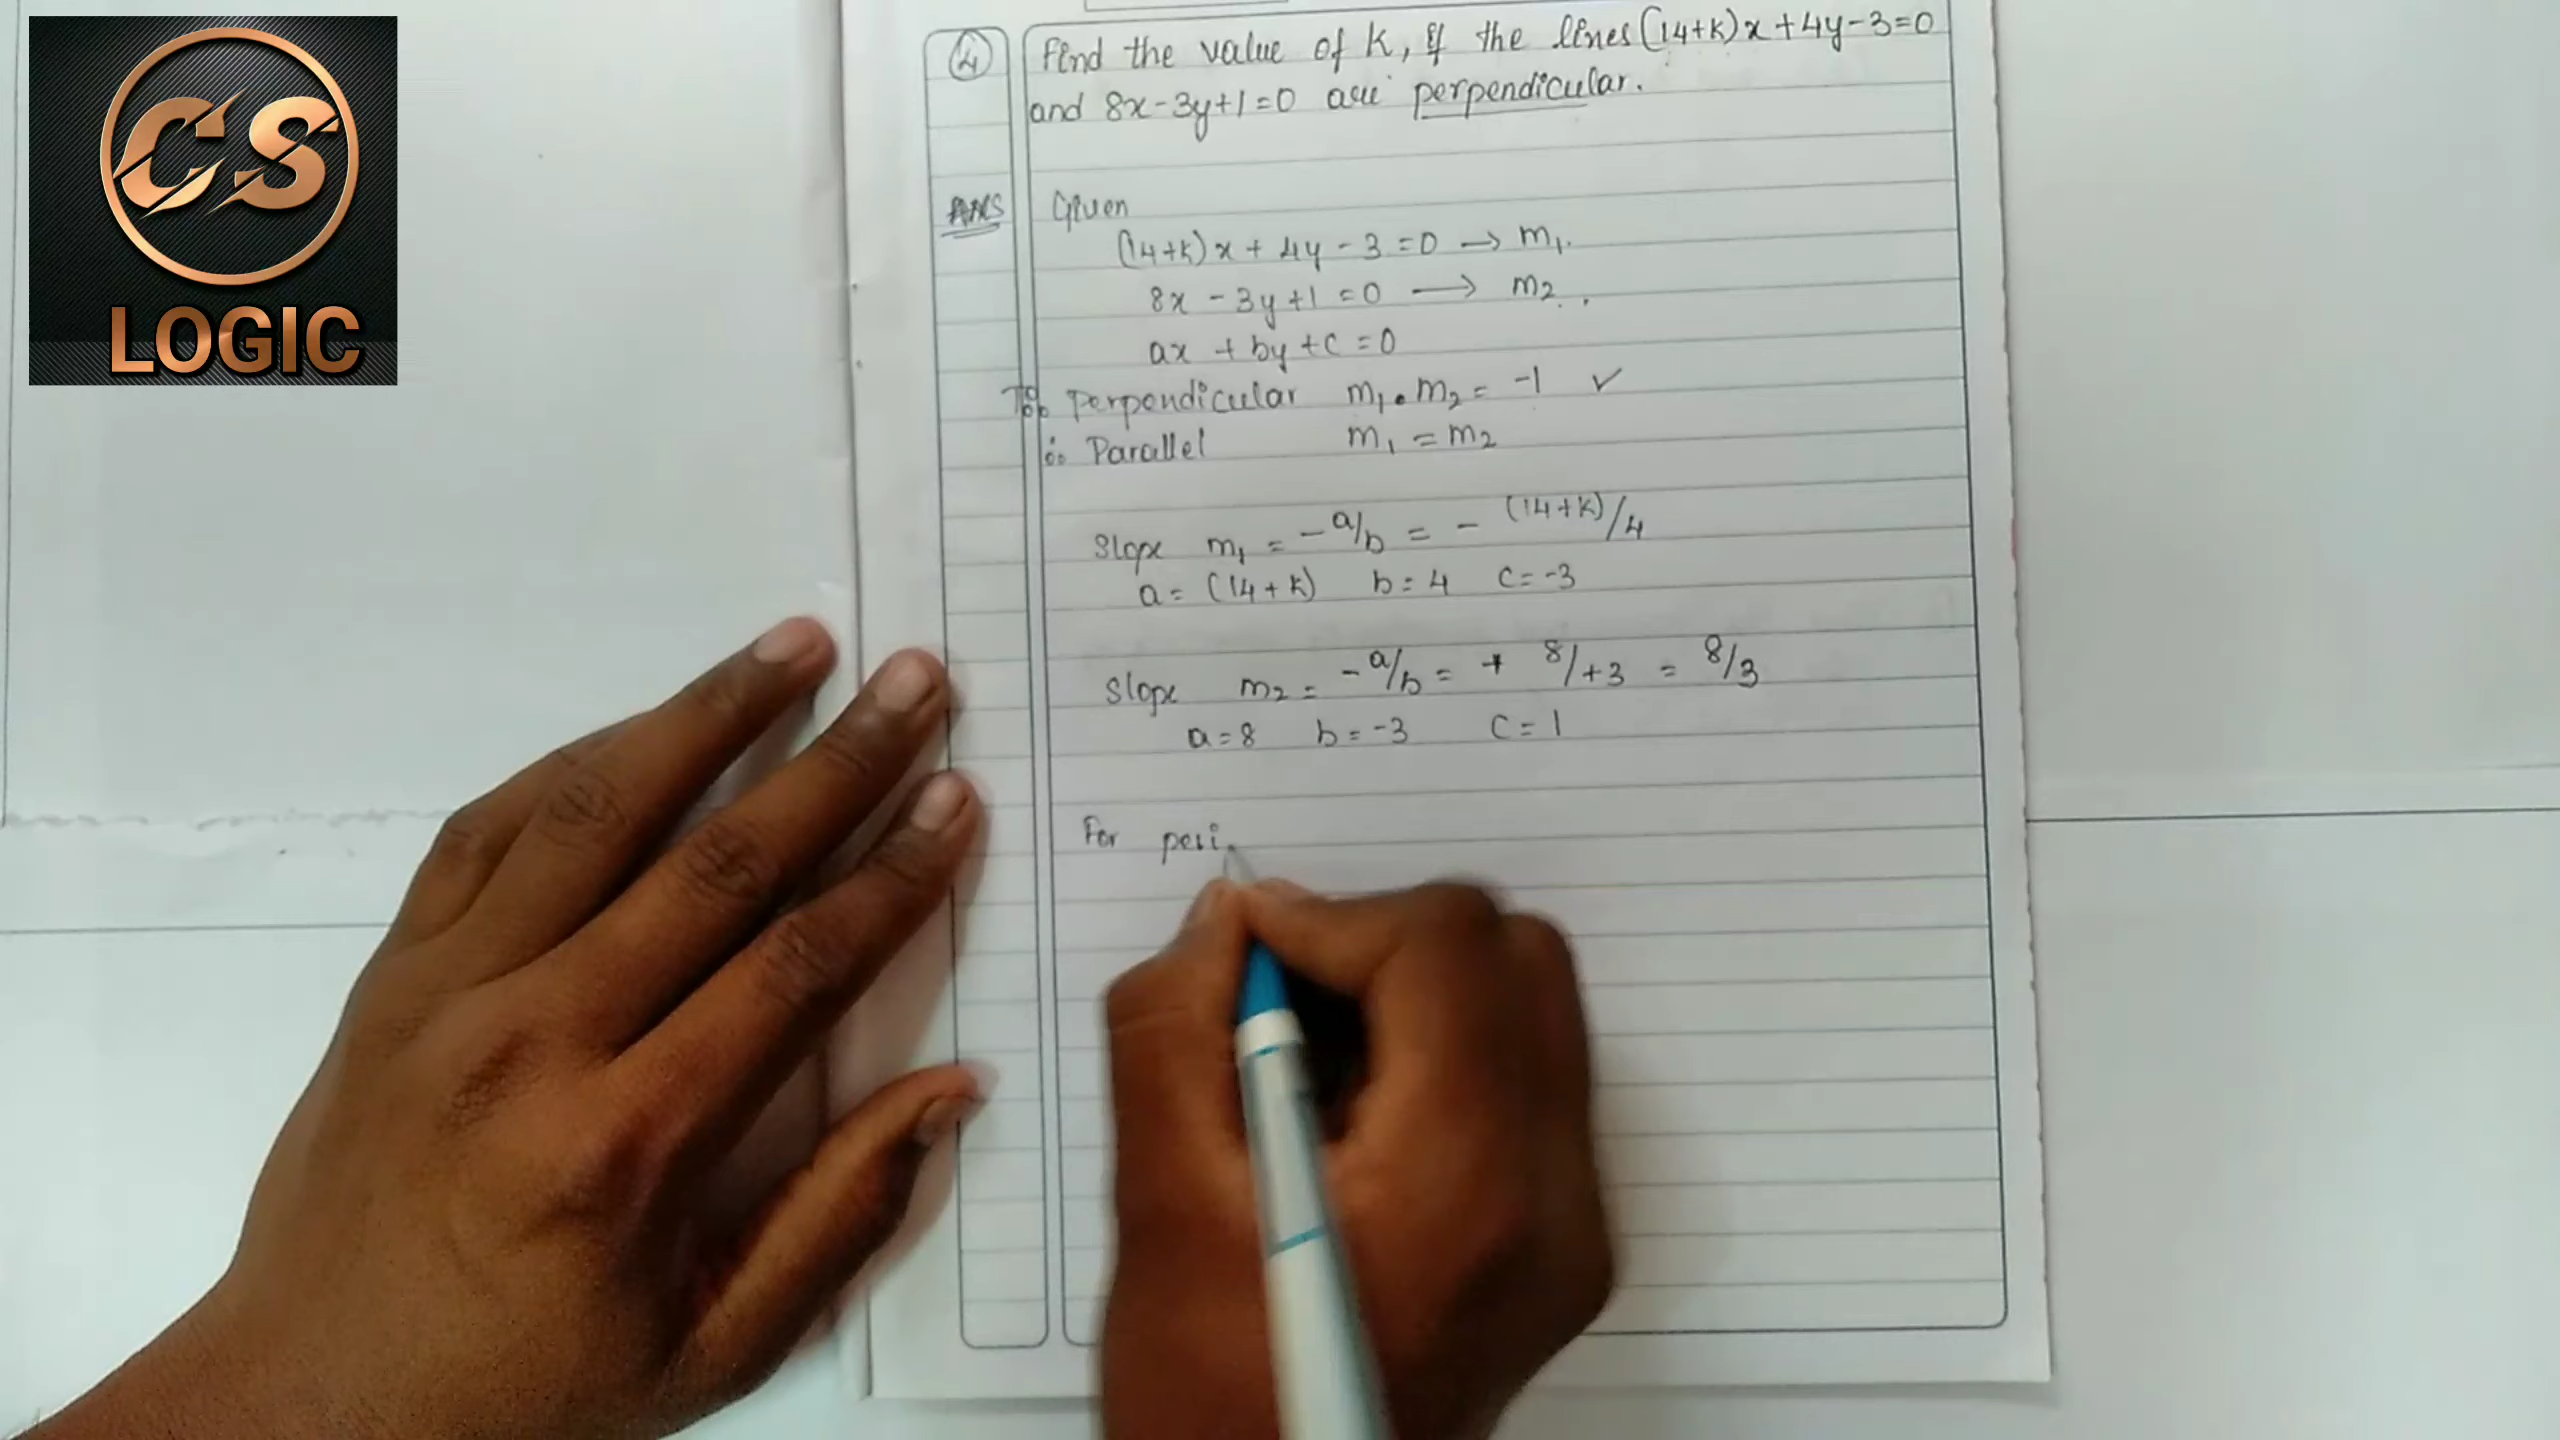 CS
LOGIC
4 Find the value of k, if the lines (14+k)x+4y-3=0
and 8x-3y+1=0 are perpendicular.
ANS Given
(14+k)x + 4y - 3 = 0 → m₁.
8x - 3y + 1 = 0 → m₂.
ax + by + c = 0
perpendicular m₁ . m₂ = -1 ✓
∴ Parallel m₁ = m₂
Slope m₁ = -a/b = - (14+k)/4
a = (14+k) b = 4 c = -3
Slope m₂ = -a/b = + 8/+3 = 8/3
a = 8 b = -3 c = 1
For peri